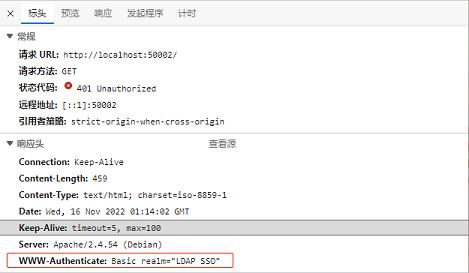 标头 预览 响应 发起程序 计时
常规
请求 URL: http://localhost:50002/
请求方法: GET
状态代码: 401 Unauthorized
远程地址: [::1]:50002
引用者策略: strict-origin-when-cross-origin
响应头 查看源
Connection: Keep-Alive
Content-Length: 459
Content-Type: text/html; charset=iso-8859-1
Date: Wed, 16 Nov 2022 01:14:02 GMT
Keep-Alive: timeout=5, max=100
Server: Apache/2.4.54 (Debian)
WWW-Authenticate: Basic realm="LDAP SSO"